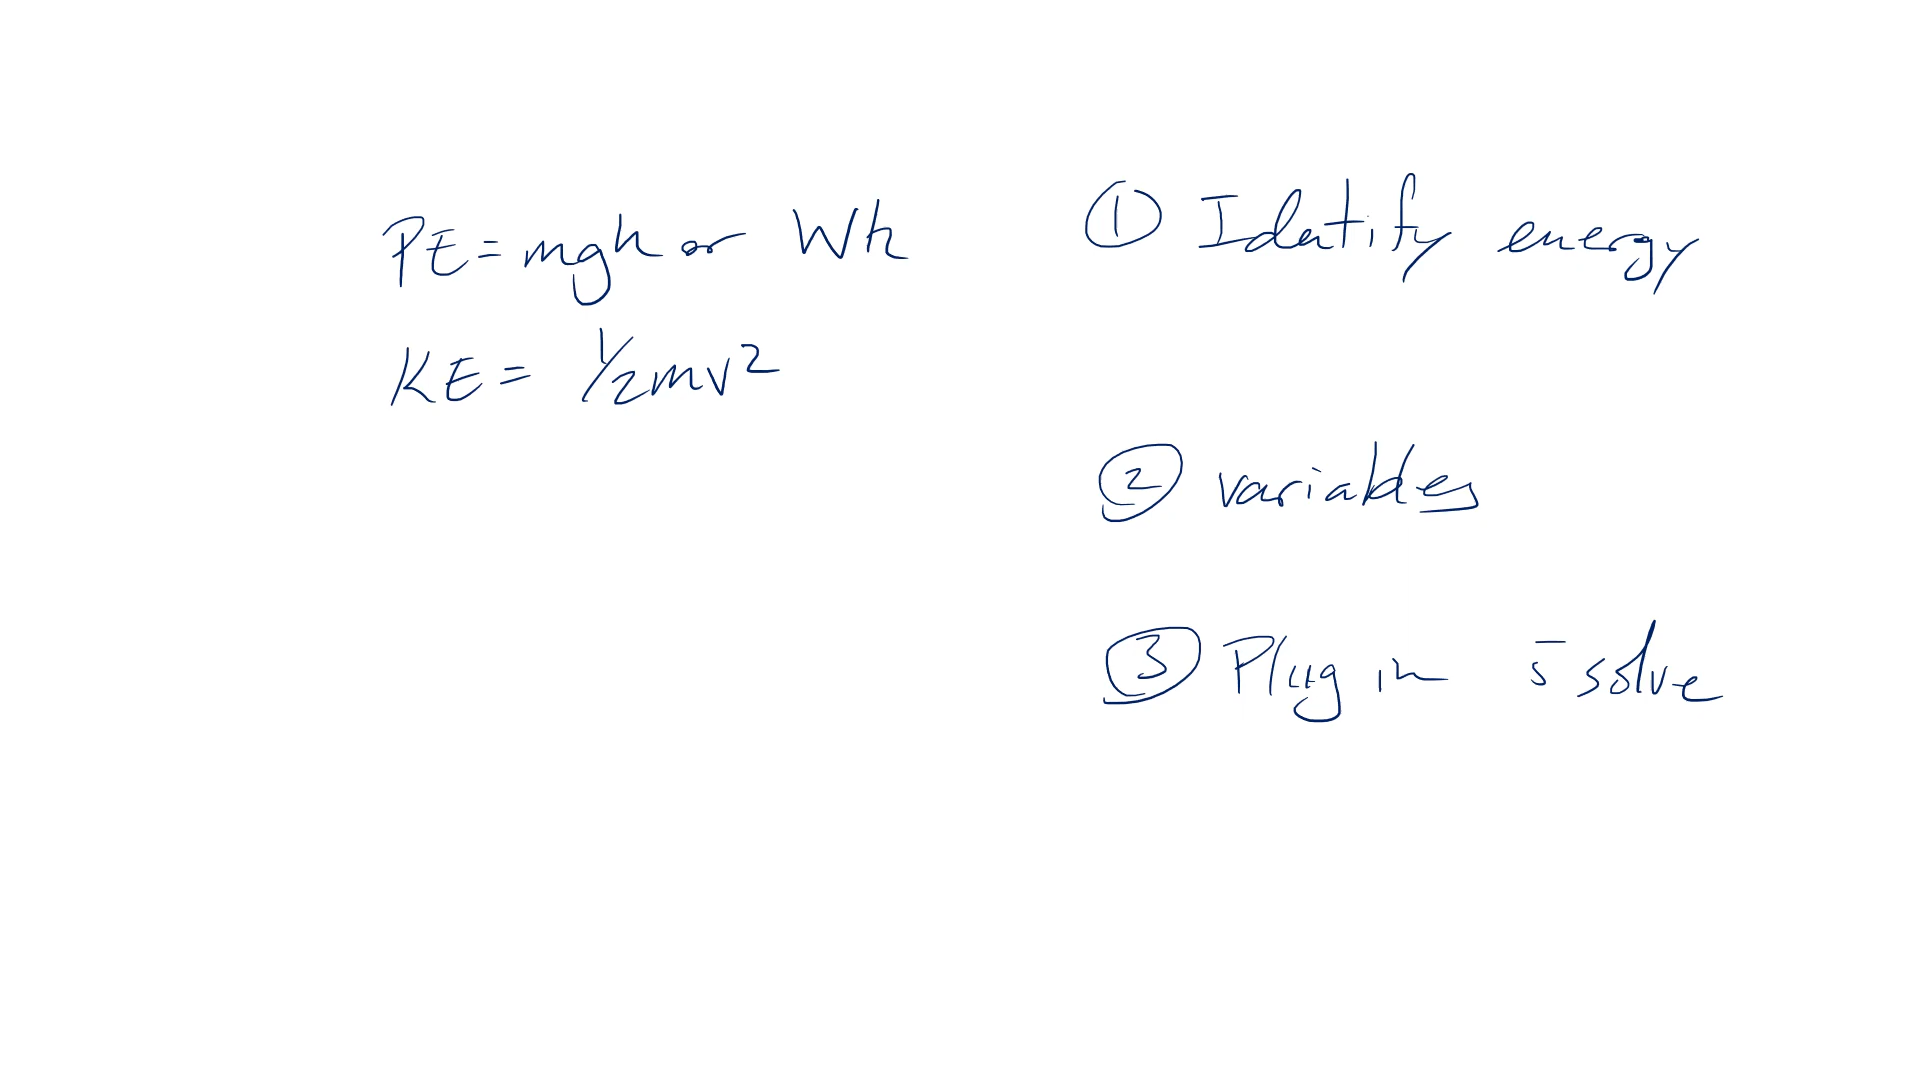 PE = mgh or Wh
KE = 1/2mv²
① Identify energy
② variables
③ Plug in solve